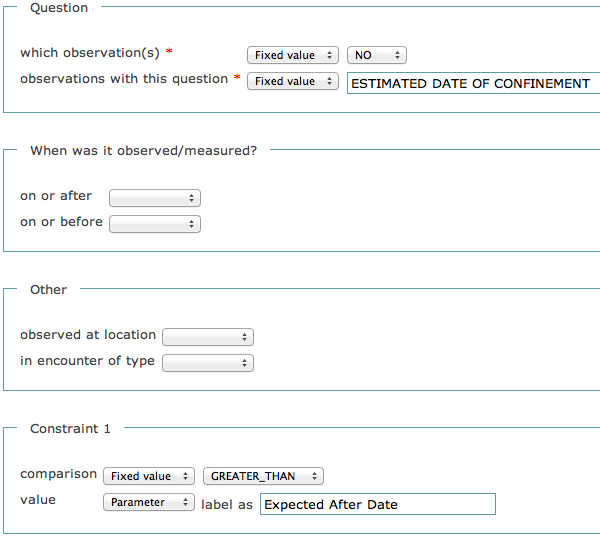 Question
which observation(s) * Fixed value NO
observations with this question * Fixed value ESTIMATED DATE OF CONFINEMENT
When was it observed/measured?
on or after
on or before
Other
observed at location
in encounter of type
Constraint 1
comparison Fixed value GREATER_THAN
value Parameter label as Expected After Date